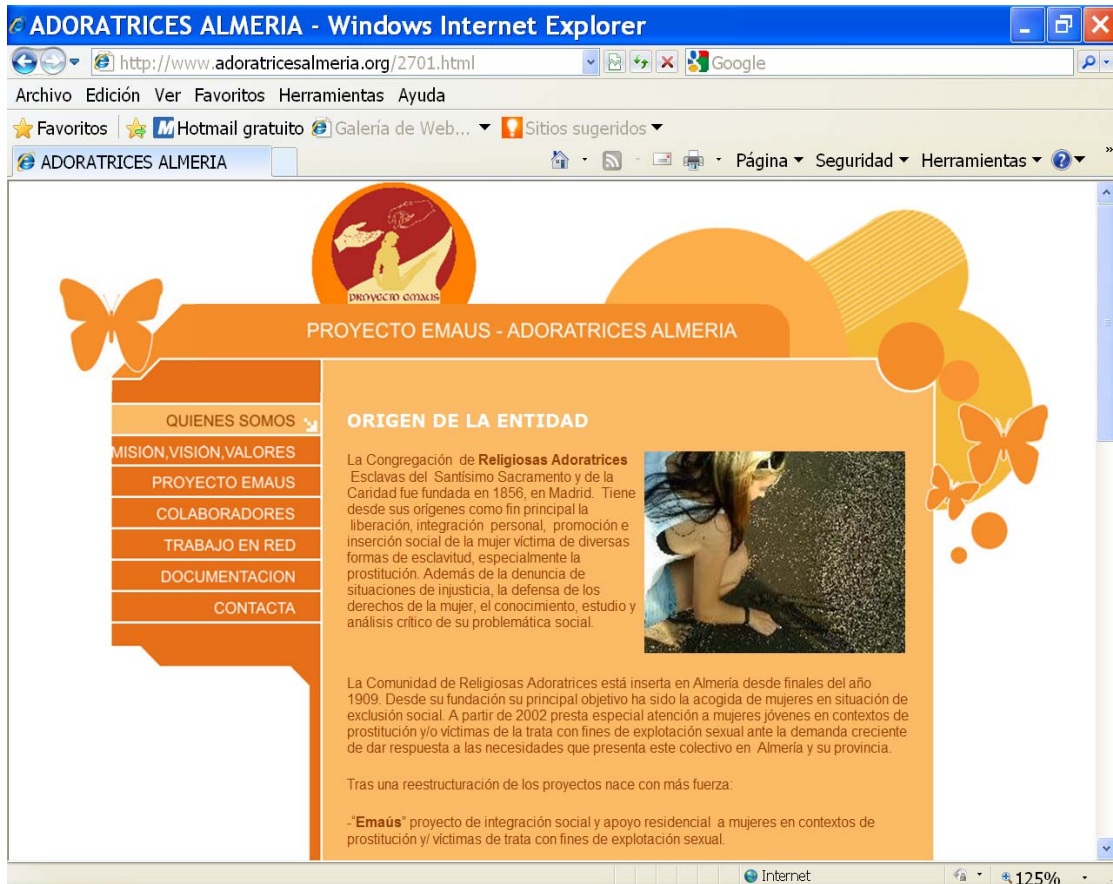 ADORATRICES ALMERIA - Windows Internet Explorer
http://www.adoratricesalmeria.org/2701.html
Google
Archivo Edición Ver Favoritos Herramientas Ayuda
Favoritos Hotmail gratuito Galería de Web... Sitios sugeridos
ADORATRICES ALMERIA
Página Seguridad Herramientas »
PROYECTO EMAUS
PROYECTO EMAUS - ADORATRICES ALMERIA
QUIENES SOMOS
MISIÓN,VISIÓN,VALORES
PROYECTO EMAUS
COLABORADORES
TRABAJO EN RED
DOCUMENTACION
CONTACTA
ORIGEN DE LA ENTIDAD
La Congregación de Religiosas Adoratrices
Esclavas del Santísimo Sacramento y de la
Caridad fue fundada en 1856, en Madrid. Tiene
desde sus orígenes como fin principal la
liberación, integración personal, promoción e
inserción social de la mujer víctima de diversas
formas de esclavitud, especialmente la
prostitución. Además de la denuncia de
situaciones de injusticia, la defensa de los
derechos de la mujer, el conocimiento, estudio y
análisis crítico de su problemática social.
La Comunidad de Religiosas Adoratrices está inserta en Almería desde finales del año
1909. Desde su fundación su principal objetivo ha sido la acogida de mujeres en situación de
exclusión social. A partir de 2002 presta especial atención a mujeres jóvenes en contextos de
prostitución y/o víctimas de la trata con fines de explotación sexual ante la demanda creciente
de dar respuesta a las necesidades que presenta este colectivo en Almería y su provincia.
Tras una reestructuración de los proyectos nace con más fuerza:
-"Emaús" proyecto de integración social y apoyo residencial a mujeres en contextos de
prostitución y/ víctimas de trata con fines de explotación sexual.
Internet 125%